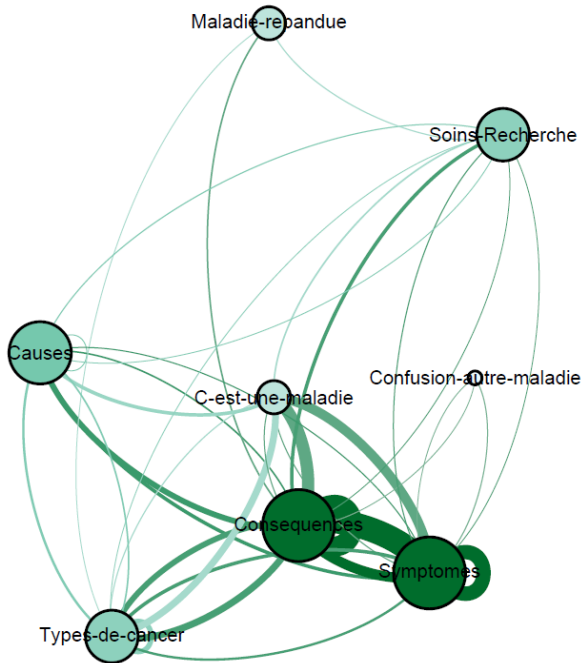 Maladie-repandue
Soins-Recherche
Causes
Confusion-autre-maladie
C-est-une-maladie
Consequences
Symptomes
Types-de-cancer